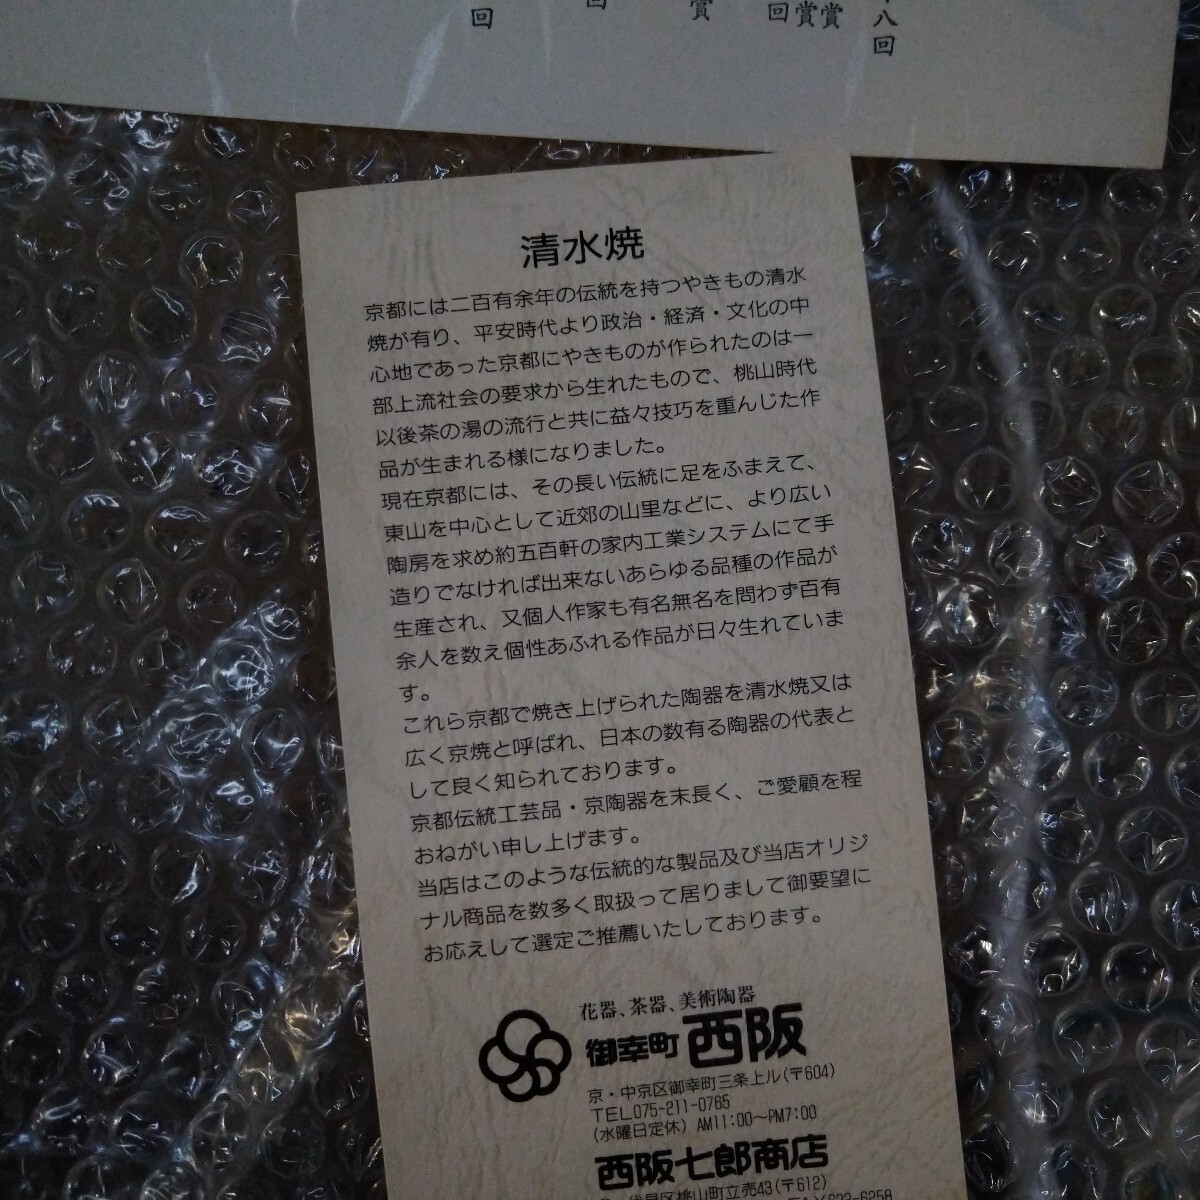 回
回
賞
回
賞
賞
八回
清水焼
京都には二百有余年の伝統を持つやきもの清水
焼が有り、平安時代より政治・経済・文化の中
心地であった京都にやきものが作られたのは一
部上流社会の要求から生れたもので、桃山時代
以後茶の湯の流行と共に益々技巧を重んじた作
品が生まれる様になりました。
現在京都には、その長い伝統に足をふまえて、
東山を中心として近郊の山里などに、より広い
陶房を求め約五百軒の家内工業システムにて手
造りでなければ出来ないあらゆる品種の作品が
生産され、又個人作家も有名無名を問わず百有
余人を数え個性あふれる作品が日々生れていま
す。
これら京都で焼き上げられた陶器を清水焼又は
広く京焼と呼ばれ、日本の数有る陶器の代表と
して良く知られております。
京都伝統工芸品・京陶器を末長く、ご愛顧を程
おねがい申し上げます。
当店はこのような伝統的な製品及び当店オリジ
ナル商品を数多く取扱って居りまして御要望に
お応えして選定ご推薦いたしております。
花器、茶器、美術陶器
御幸町 西阪
京・中京区御幸町三条上ル(〒604)
TEL075-211-0765
(水曜日定休) AM11:00〜PM7:00
西阪七郎商店
伏見区桃山町立売43(〒612)